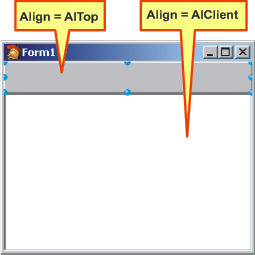 Align = AlTop
Align = AlClient
Form1